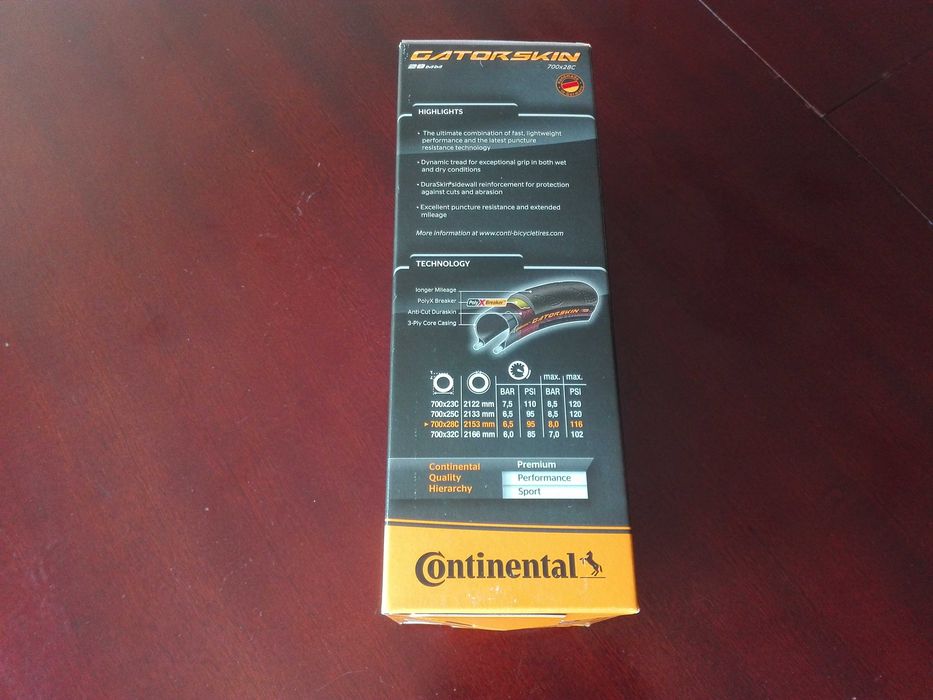 GATORSKIN
28MM 700x28C
HIGHLIGHTS
• The ultimate combination of fast, lightweight
performance and the latest puncture
resistance technology
• Dynamic tread for exceptional grip in both wet
and dry conditions
• DuraSkin® sidewall reinforcement for protection
against cuts and abrasion
• Excellent puncture resistance and extended
mileage
More information at www.conti-bicycletires.com
TECHNOLOGY
longer Mileage
PolyX Breaker
PolyX Breaker
Anti-Cut Duraskin
3-Ply Core Casing
GATORSKIN
max. max.
BAR PSI BAR PSI
700x23C 2122 mm 7,5 110 8,5 120
700x25C 2133 mm 6,5 95 8,5 120
► 700x28C 2153 mm 6,5 95 8,0 116
700x32C 2166 mm 6,0 85 7,0 102
Continental Premium
Quality Performance
Hierarchy Sport
Continental